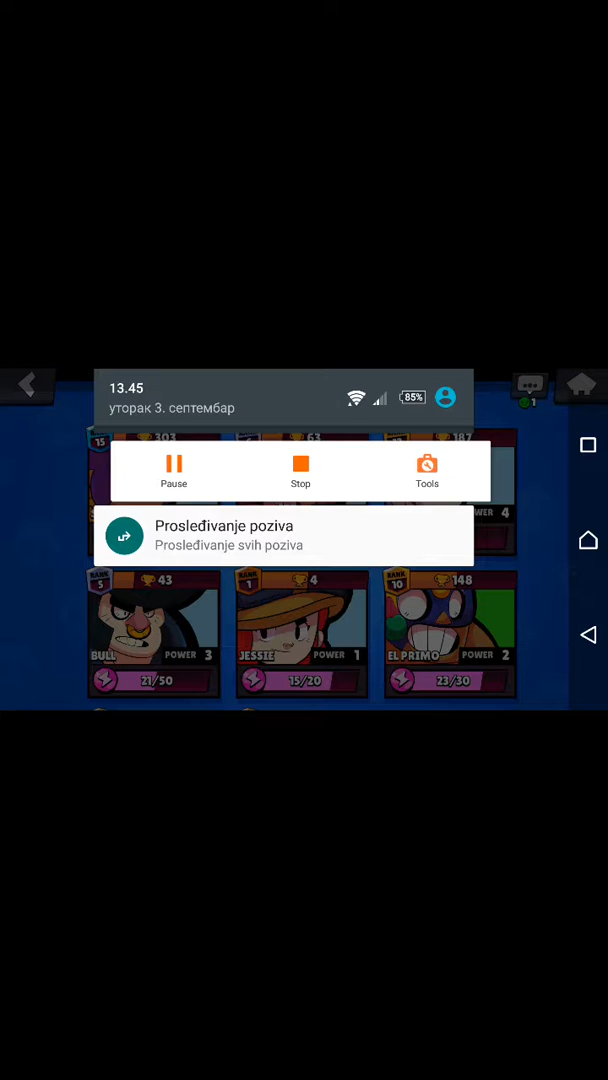 13.45
уторак 3. септембар
85%
1
Pause
Stop
Tools
15
303
63
187
4
Prosleđivanje poziva
Prosleđivanje svih poziva
RANK 5
43
RANK 1
4
RANK 10
148
BULL POWER 3
JESSIE POWER 1
EL PRIMO POWER 2
21/50
15/20
23/30